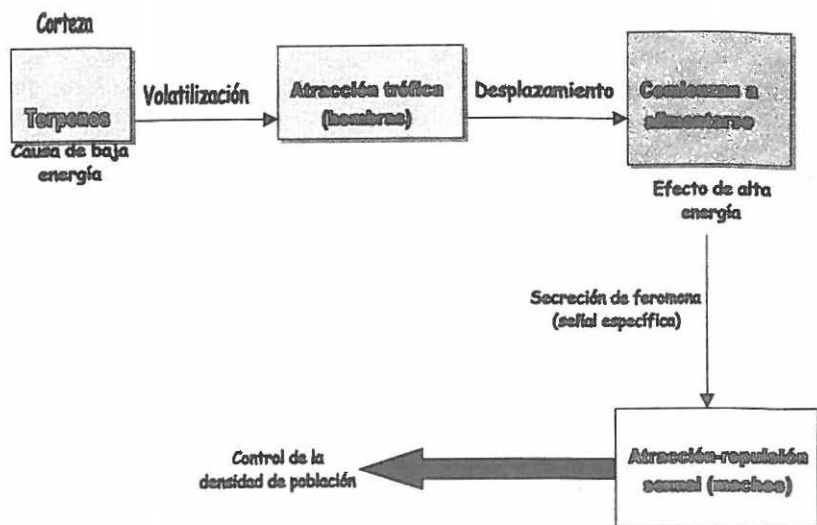 Corteza
Terpenos
Causa de baja
energía
Volatilización
Atracción trófica
(hembras)
Desplazamiento
Comienzan a
alimentarse
Efecto de alta
energía
Secreción de feromona
(señal específica)
Atracción-repulsión
sexual (machos)
Control de la
densidad de población